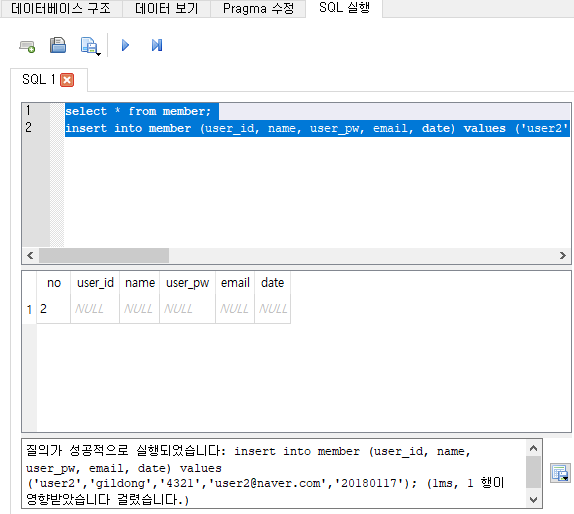 데이터베이스 구조 데이터 보기 Pragma 수정 SQL 실행
SQL 1
1 select * from member;
2 insert into member (user_id, name, user_pw, email, date) values ('user2'
no user_id name user_pw email date
1 2 NULL NULL NULL NULL NULL
질의가 성공적으로 실행되었습니다: insert into member (user_id, name,
user_pw, email, date) values
('user2','gildong','4321','user2@naver.com','20180117'); (1ms, 1 행이
영향받았습니다 걸렸습니다.)